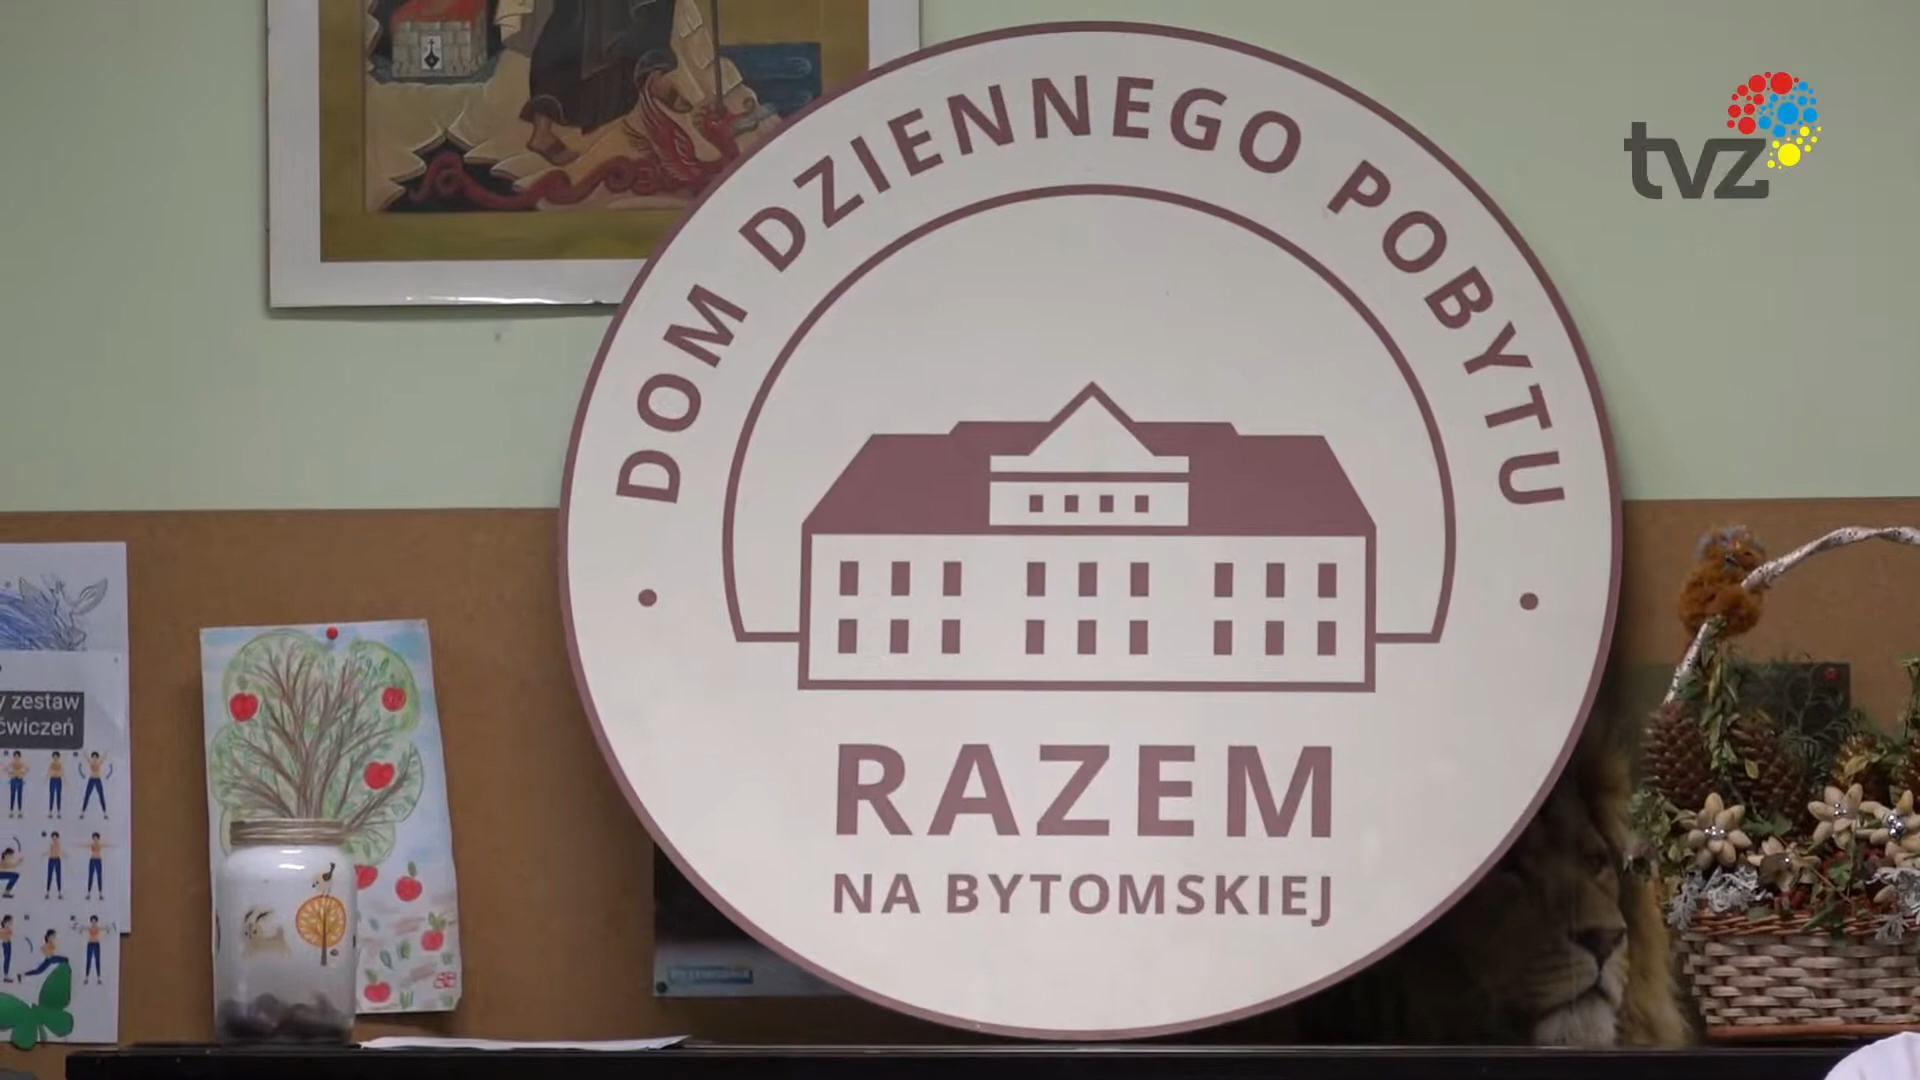 tvz
DOM DZIENNEGO POBYTU
RAZEM
NA BYTOMSKIEJ
y zestaw
ćwiczeń